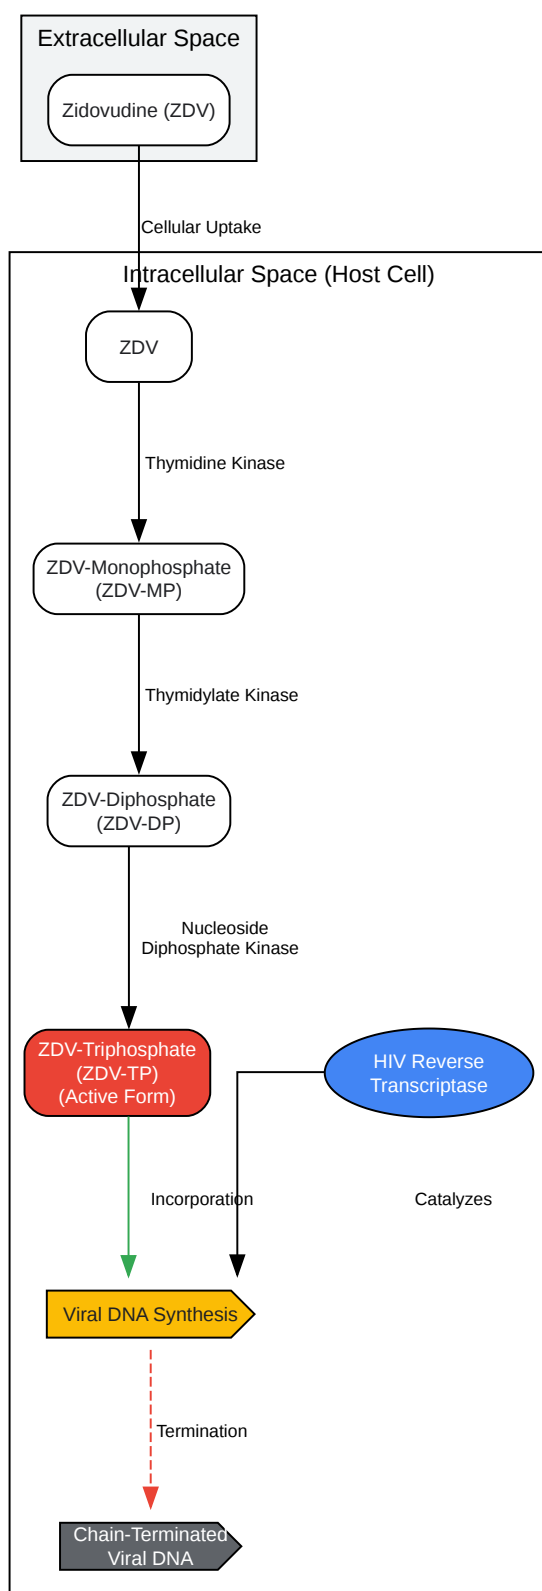 Extracellular Space
Zidovudine (ZDV)
Cellular Uptake
Intracellular Space (Host Cell)
ZDV
Thymidine Kinase
ZDV-Monophosphate
(ZDV-MP)
Thymidylate Kinase
ZDV-Diphosphate
(ZDV-DP)
Nucleoside
Diphosphate Kinase
ZDV-Triphosphate
(ZDV-TP)
(Active Form)
HIV Reverse
Transcriptase
Incorporation
Catalyzes
Viral DNA Synthesis
Termination
Chain-Terminated
Viral DNA